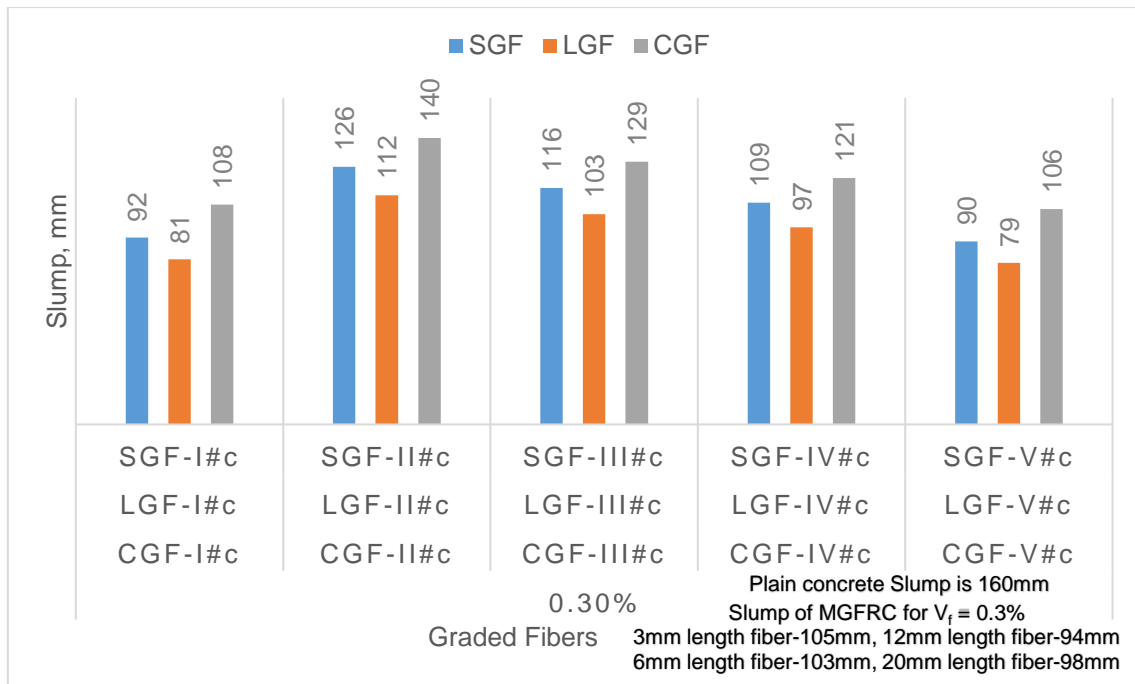 SGF LGF CGF
92 81 108 126 112 140 116 103 129 109 97 121 90 79 106
Slump, mm
SGF-I#c SGF-II#c SGF-III#c SGF-IV#c SGF-V#c
LGF-I#c LGF-II#c LGF-III#c LGF-IV#c LGF-V#c
CGF-I#c CGF-II#c CGF-III#c CGF-IV#c CGF-V#c
0.30%
Graded Fibers
Plain concrete Slump is 160mm
Slump of MGFRC for Vf = 0.3%
3mm length fiber-105mm, 12mm length fiber-94mm
6mm length fiber-103mm, 20mm length fiber-98mm